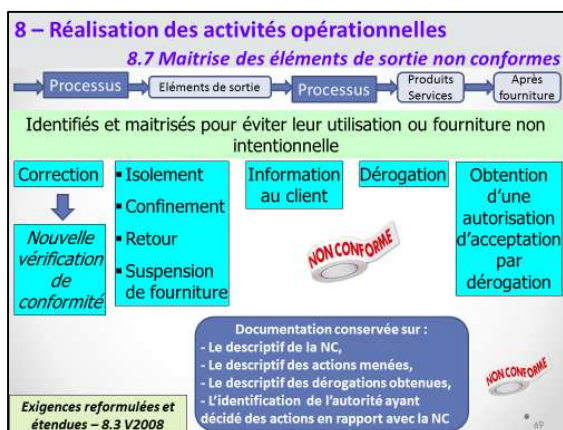 8 – Réalisation des activités opérationnelles
8.7 Maitrise des éléments de sortie non conformes
Processus
Eléments de sortie
Processus
Produits
Services
Après
fourniture
Identifiés et maitrisés pour éviter leur utilisation ou fourniture non
intentionnelle
Correction
Nouvelle
vérification
de
conformité
▪ Isolement
▪ Confinement
▪ Retour
▪ Suspension
de fourniture
Information
au client
Dérogation
Obtention
d'une
autorisation
d'acceptation
par
dérogation
NON CONFORME
Documentation conservée sur :
- Le descriptif de la NC,
- Le descriptif des actions menées,
- Le descriptif des dérogations obtenues,
- L'identification de l'autorité ayant
décidé des actions en rapport avec la NC
NON CONFORME
Exigences reformulées et
étendues – 8.3 V2008
69